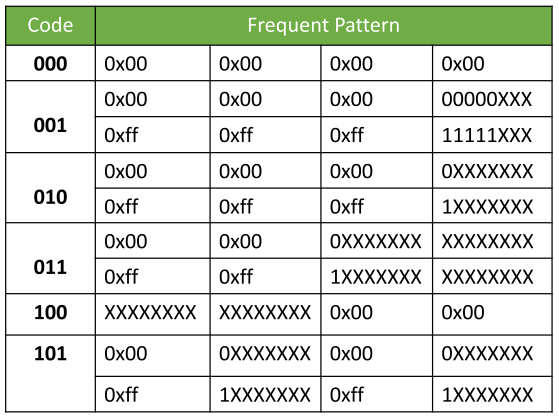 Code Frequent Pattern
000 0x00 0x00 0x00 0x00
0x00 0x00 0x00 00000XXX
001
0xff 0xff 0xff 11111XXX
0x00 0x00 0x00 0XXXXXXX
010
0xff 0xff 0xff 1XXXXXXX
0x00 0x00 0XXXXXXX XXXXXXXX
011
0xff 0xff 1XXXXXXX XXXXXXXX
100 XXXXXXXX XXXXXXXX 0x00 0x00
101 0x00 0XXXXXXX 0x00 0XXXXXXX
0xff 1XXXXXXX 0xff 1XXXXXXX